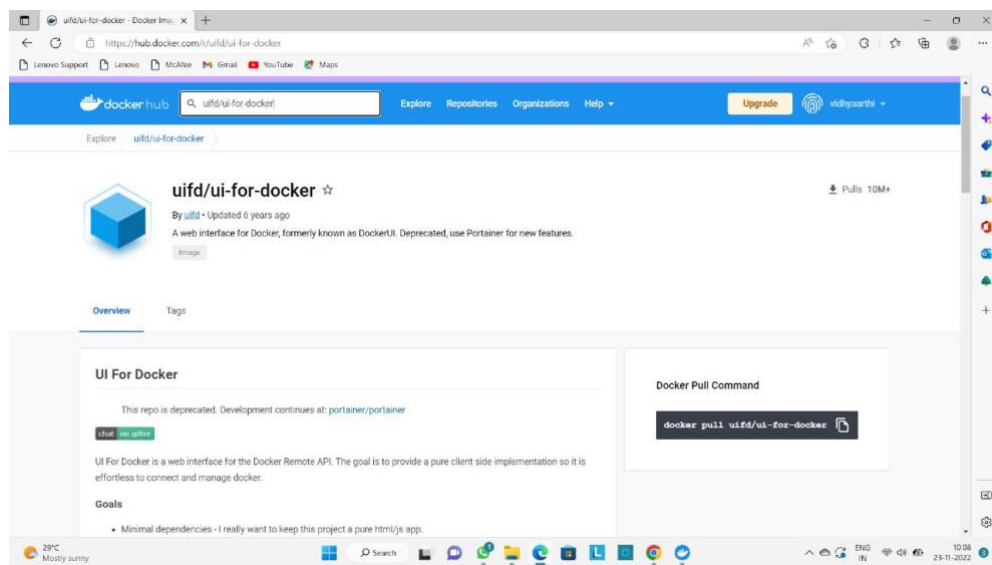 uifd/ui-for-docker - Docker Ima
https://hub.docker.com/r/uifd/ui-for-docker
Lenovo Support Lenovo McAfee Gmail YouTube Maps
docker hub uifd/ui-for-docker Explore Repositories Organizations Help Upgrade vidhyaarthi
Explore uifd/ui-for-docker
uifd/ui-for-docker
Pulls 10M+
By uifd • Updated 6 years ago
A web interface for Docker, formerly known as DockerUI. Deprecated, use Portainer for new features.
Image
Overview Tags
UI For Docker
This repo is deprecated. Development continues at: portainer/portainer
chat on gitter
UI For Docker is a web interface for the Docker Remote API. The goal is to provide a pure client side implementation so it is
effortless to connect and manage docker.
Goals
• Minimal dependencies - I really want to keep this project a pure html/js app.
Docker Pull Command
docker pull uifd/ui-for-docker
29°C
Mostly sunny
Search
ENG
IN
10:08
23-11-2022